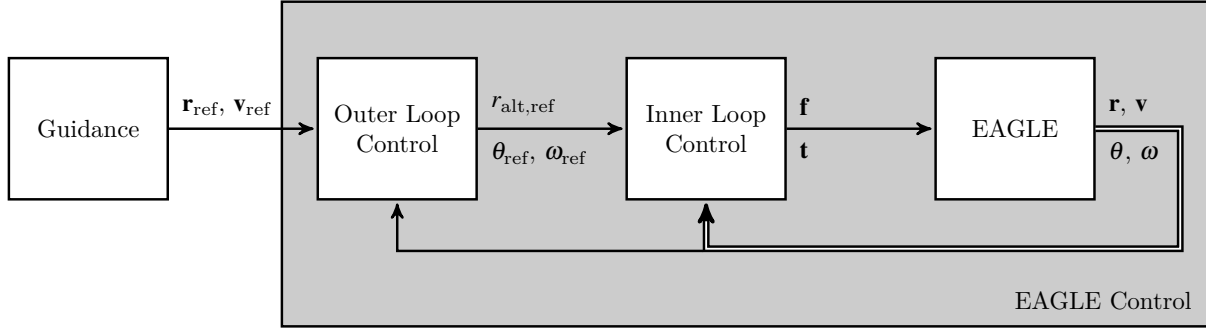 Guidance
r_ref, v_ref
Outer Loop
Control
r_alt,ref
θ_ref, ω_ref
Inner Loop
Control
f
t
EAGLE
r, v
θ, ω
EAGLE Control